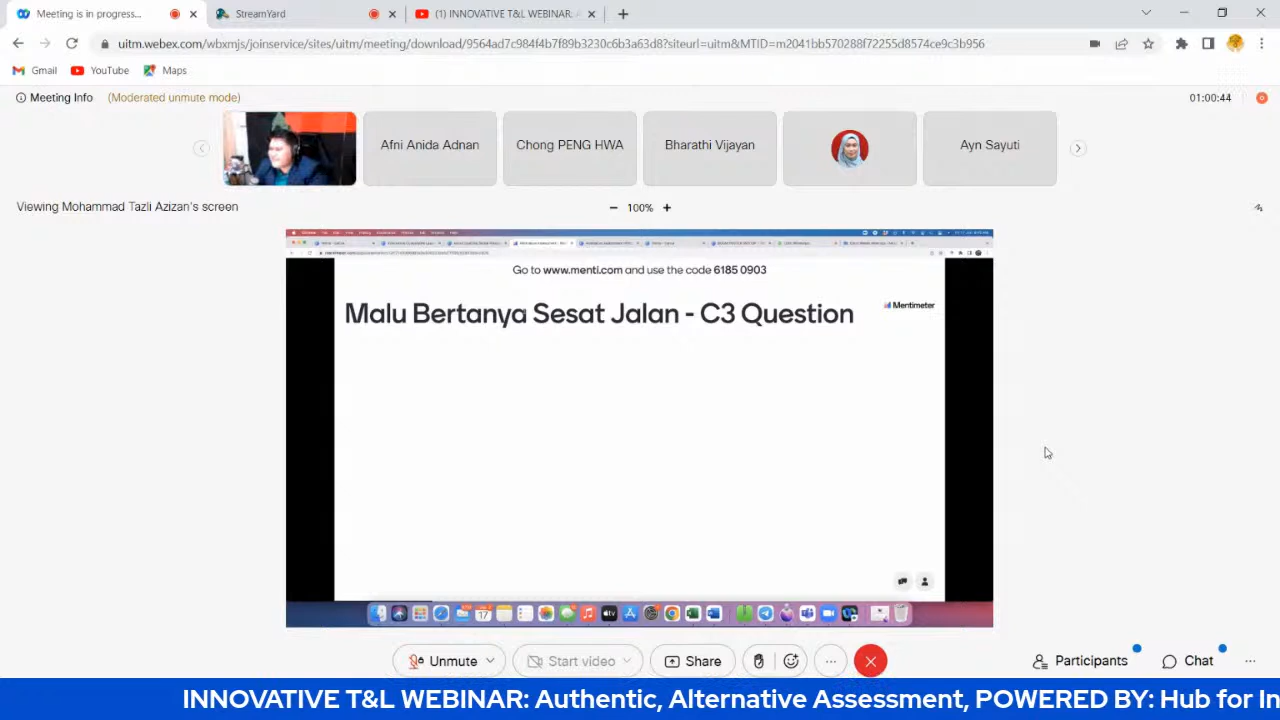 Meeting is in progress...
StreamYard
(1) INNOVATIVE T&L WEBINAR:
uitm.webex.com/wbxmjs/joinservice/sites/uitm/meeting/download/9564ad7c984f4b7f89b3230c6b3a63d8?siteurl=uitm&MTID=m2041bb570288f72255d8574ce9c3b956
Gmail YouTube Maps
Meeting Info (Moderated unmute mode) 01:00:44
Afni Anida Adnan Chong PENG HWA Bharathi Vijayan Ayn Sayuti
Viewing Mohammad Tazli Azizan's screen 100%
Go to www.menti.com and use the code 6185 0903
Malu Bertanya Sesat Jalan - C3 Question
Mentimeter
17 tv
Unmute Start video Share Participants Chat
INNOVATIVE T&L WEBINAR: Authentic, Alternative Assessment, POWERED BY: Hub for In